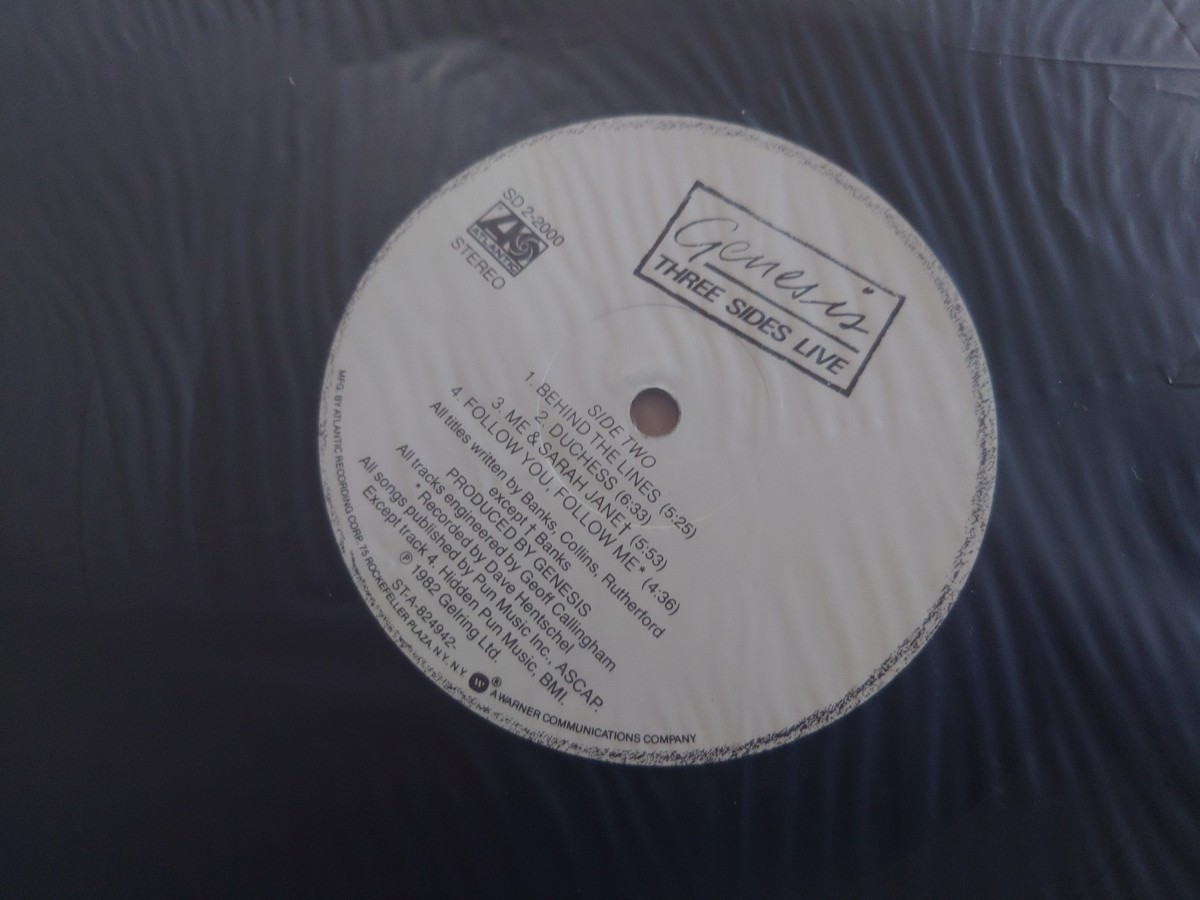 SD 2-2000
ATLANTIC
STEREO
Genesis
THREE SIDES LIVE
SIDE TWO
1. BEHIND THE LINES (5:25)
2. DUCHESS (6:33)
3. ME & SARAH JANE† (5:53)
4. FOLLOW YOU, FOLLOW ME* (4:36)
All titles written by Banks, Collins, Rutherford
except † Banks
PRODUCED BY GENESIS
All tracks engineered by Geoff Callingham
*Recorded by Dave Hentschel
All songs published by Pun Music Inc., ASCAP.
Except track 4. Hidden Pun Music, BMI.
℗ 1982 Gelring Ltd.
ST-A-824942-
MFG. BY ATLANTIC RECORDING CORP. 75 ROCKEFELLER PLAZA, N.Y. N.Y. W ® A WARNER COMMUNICATIONS COMPANY